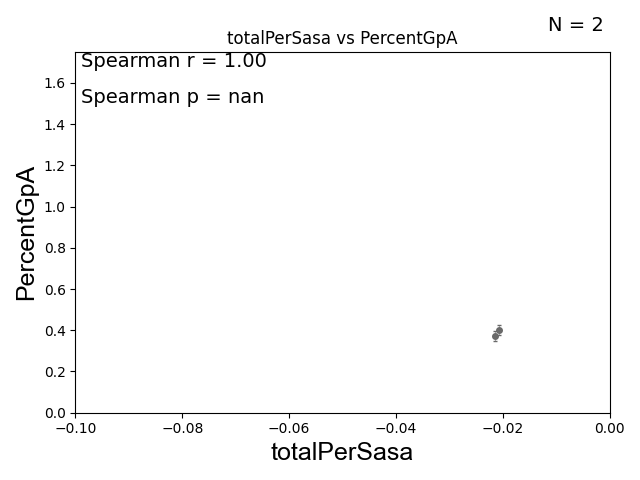 N = 2
totalPerSasa vs PercentGpA
Spearman r = 1.00
Spearman p = nan
PercentGpA
1.6
1.4
1.2
1.0
0.8
0.6
0.4
0.2
0.0
−0.10 −0.08 −0.06 −0.04 −0.02 0.00
totalPerSasa